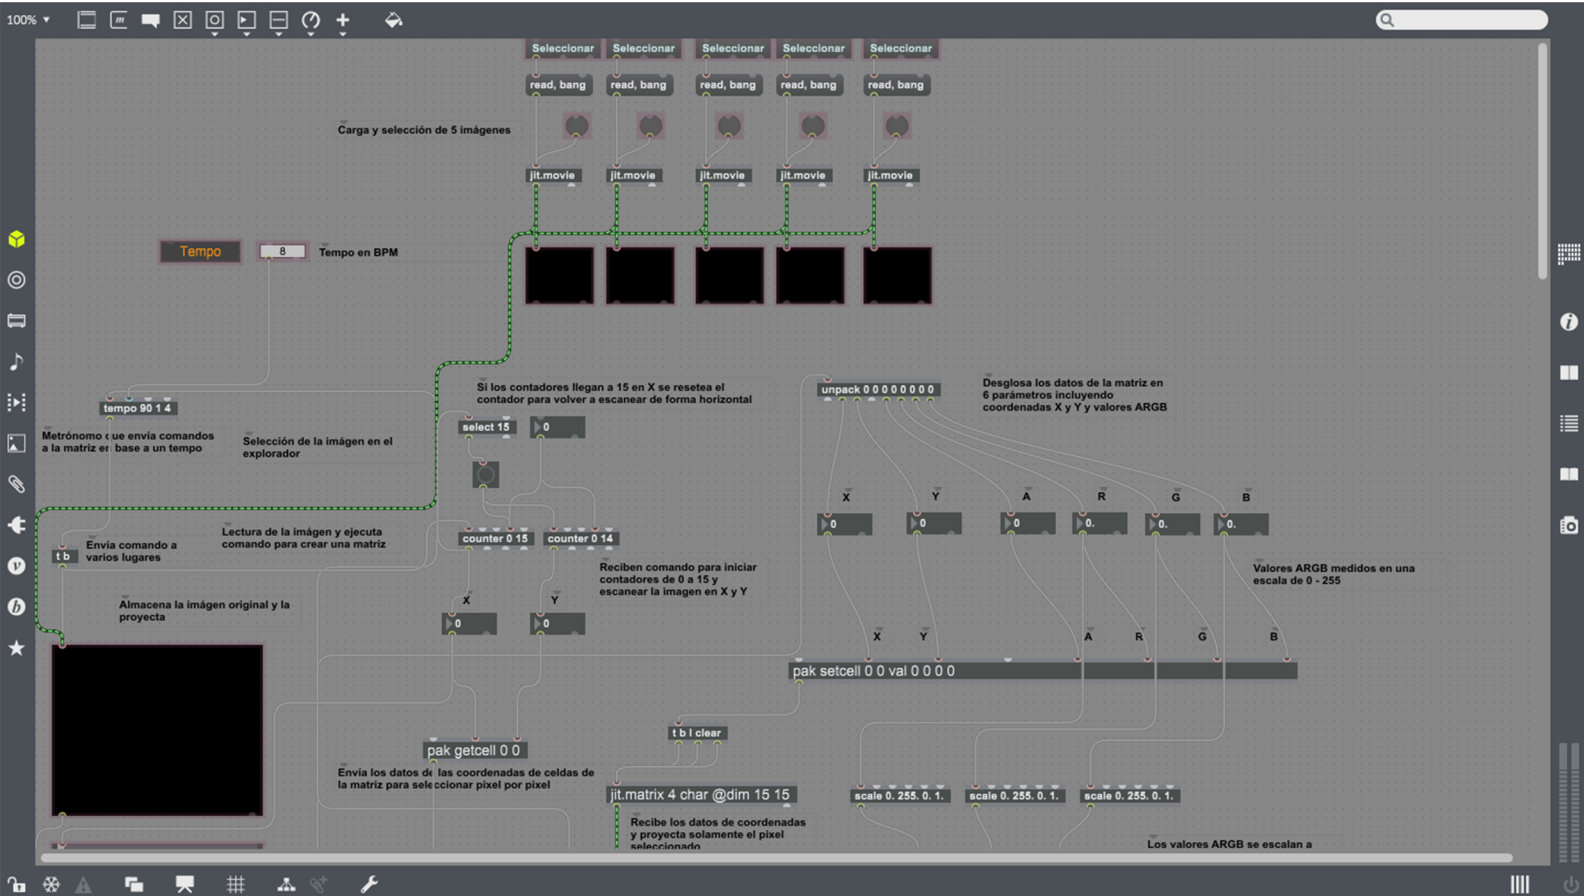 100%
m
Seleccionar Seleccionar Seleccionar Seleccionar Seleccionar
read, bang read, bang read, bang read, bang read, bang
Carga y selección de 5 imágenes
jit.movie jit.movie jit.movie jit.movie jit.movie
Tempo
8
Tempo en BPM
Si los contadores llegan a 15 en X se resetea el
contador para volver a escanear de forma horizontal
unpack 0 0 0 0 0 0 0 0
Desglosa los datos de la matriz en
6 parámetros incluyendo
coordenadas X y Y y valores ARGB
tempo 90 1 4
Metrónomo que envía comandos
a la matriz en base a un tempo
Selección de la imágen en el
explorador
select 15
0
X Y A R G B
0 0 0 0. 0. 0.
Lectura de la imágen y ejecuta
comando para crear una matriz
counter 0 15
counter 0 14
t b
Envía comando a
varios lugares
Reciben comando para iniciar
contadores de 0 a 15 y
escanear la imagen en X y Y
Valores ARGB medidos en una
escala de 0 - 255
Almacena la imágen original y la
proyecta
X Y
0 0
X Y A R G B
pak setcell 0 0 val 0 0 0 0
t b l clear
pak getcell 0 0
Envía los datos de las coordenadas de celdas de
la matriz para seleccionar pixel por pixel
jit.matrix 4 char @dim 15 15
scale 0. 255. 0. 1. scale 0. 255. 0. 1. scale 0. 255. 0. 1.
Recibe los datos de coordenadas
y proyecta solamente el pixel
seleccionado
Los valores ARGB se escalan a
v
b
i